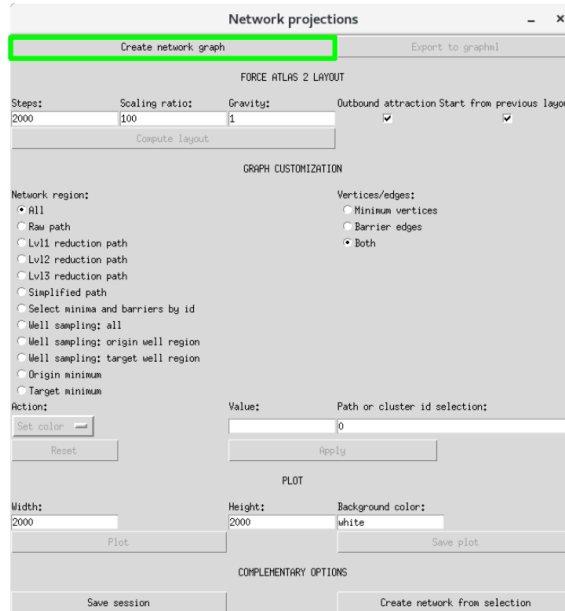 Network projections
Create network graph Export to graphml
FORCE ATLAS 2 LAYOUT
Steps: Scaling ratio: Gravity: Outbound attraction Start from previous layou
2000 100 1
Compute layout
GRAPH CUSTOMIZATION
Network region: Vertices/edges:
All Minimum vertices
Raw path Barrier edges
Lvl1 reduction path Both
Lvl2 reduction path
Lvl3 reduction path
Simplified path
Select minima and barriers by id
Well sampling: all
Well sampling: origin well region
Well sampling: target well region
Origin minimum
Target minimum
Action: Value: Path or cluster id selection:
Set color 0
Reset Apply
PLOT
Width: Height: Background color:
2000 2000 white
Plot Save plot
COMPLEMENTARY OPTIONS
Save session Create network from selection